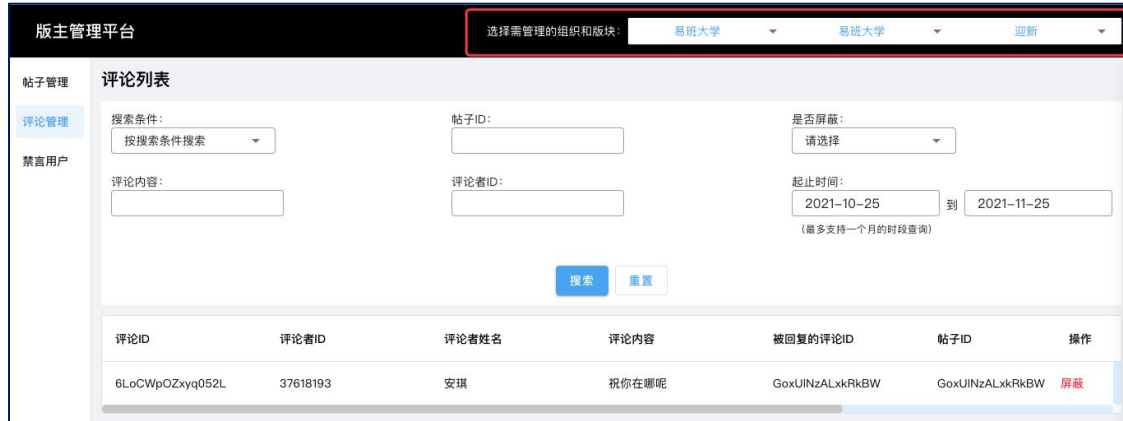 版主管理平台 选择需管理的组织和版块： 易班大学 易班大学 迎新
帖子管理
评论管理
禁言用户
评论列表
搜索条件： 帖子ID： 是否屏蔽：
按搜索条件搜索 请选择
评论内容： 评论者ID： 起止时间：
2021-10-25 到 2021-11-25
（最多支持一个月的时段查询）
搜索 重置
评论ID 评论者ID 评论者姓名 评论内容 被回复的评论ID 帖子ID 操作
6LoCWpOZxyq052L 37618193 安琪 祝你在哪呢 GoxUlNzALxkRkBW GoxUlNzALxkRkBW 屏蔽